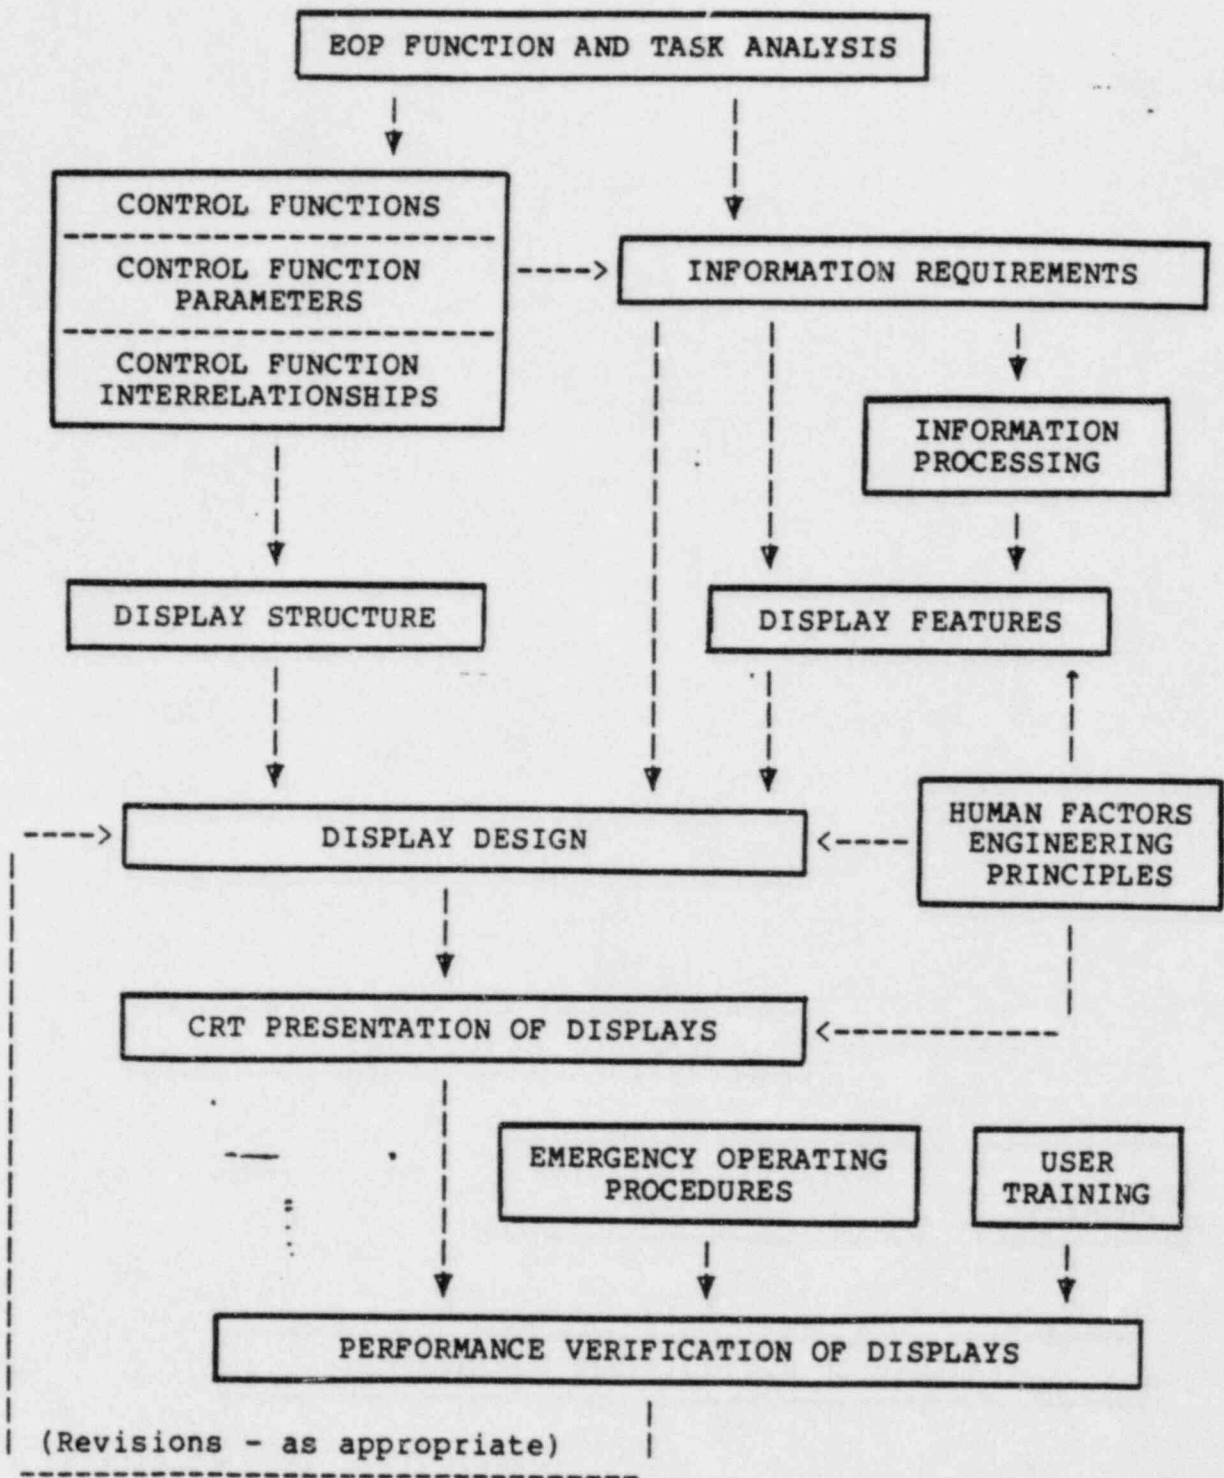 EOP FUNCTION AND TASK ANALYSIS
CONTROL FUNCTIONS
CONTROL FUNCTION
PARAMETERS
CONTROL FUNCTION
INTERRELATIONSHIPS
INFORMATION REQUIREMENTS
INFORMATION
PROCESSING
DISPLAY STRUCTURE
DISPLAY FEATURES
DISPLAY DESIGN
HUMAN FACTORS
ENGINEERING
PRINCIPLES
CRT PRESENTATION OF DISPLAYS
EMERGENCY OPERATING
PROCEDURES
USER
TRAINING
PERFORMANCE VERIFICATION OF DISPLAYS
(Revisions - as appropriate)